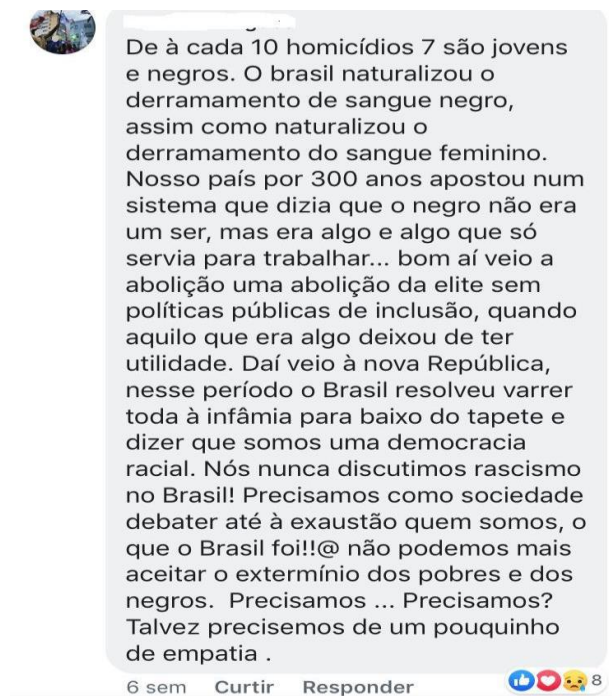 De à cada 10 homicídios 7 são jovens
e negros. O brasil naturalizou o
derramamento de sangue negro,
assim como naturalizou o
derramamento do sangue feminino.
Nosso país por 300 anos apostou num
sistema que dizia que o negro não era
um ser, mas era algo e algo que só
servia para trabalhar... bom aí veio a
abolição uma abolição da elite sem
políticas públicas de inclusão, quando
aquilo que era algo deixou de ter
utilidade. Daí veio à nova República,
nesse período o Brasil resolveu varrer
toda à infâmia para baixo do tapete e
dizer que somos uma democracia
racial. Nós nunca discutimos rascismo
no Brasil! Precisamos como sociedade
debater até à exaustão quem somos, o
que o Brasil foi!!@ não podemos mais
aceitar o extermínio dos pobres e dos
negros.  Precisamos ... Precisamos?
Talvez precisemos de um pouquinho
de empatia .
6 sem Curtir Responder 8